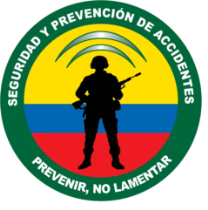 SEGURIDAD Y PREVENCIÓN DE ACCIDENTES
PREVENIR, NO LAMENTAR